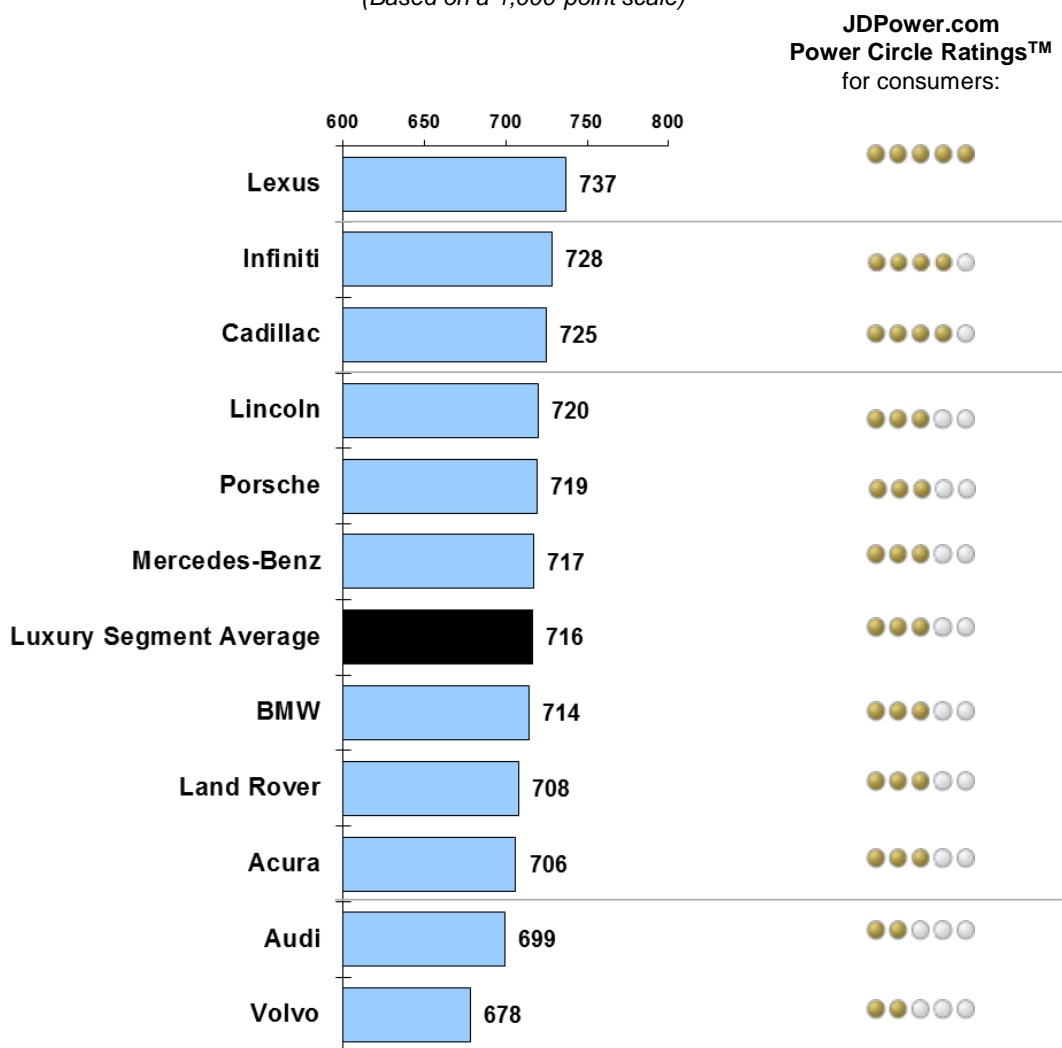 (Based on a 1,000-point scale)
JDPower.com
Power Circle Ratings™
for consumers:
600 650 700 750 800
Lexus 737
Infiniti 728
Cadillac 725
Lincoln 720
Porsche 719
Mercedes-Benz 717
Luxury Segment Average 716
BMW 714
Land Rover 708
Acura 706
Audi 699
Volvo 678